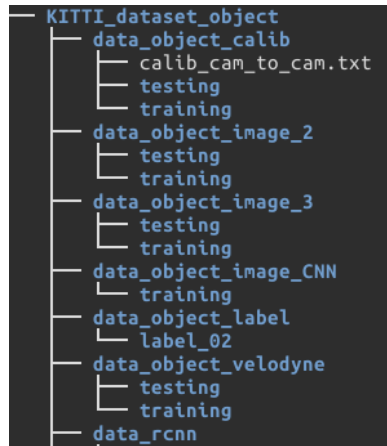 KITTI_dataset_object
data_object_calib
calib_cam_to_cam.txt
testing
training
data_object_image_2
testing
training
data_object_image_3
testing
training
data_object_image_CNN
training
data_object_label
label_02
data_object_velodyne
testing
training
data_rcnn